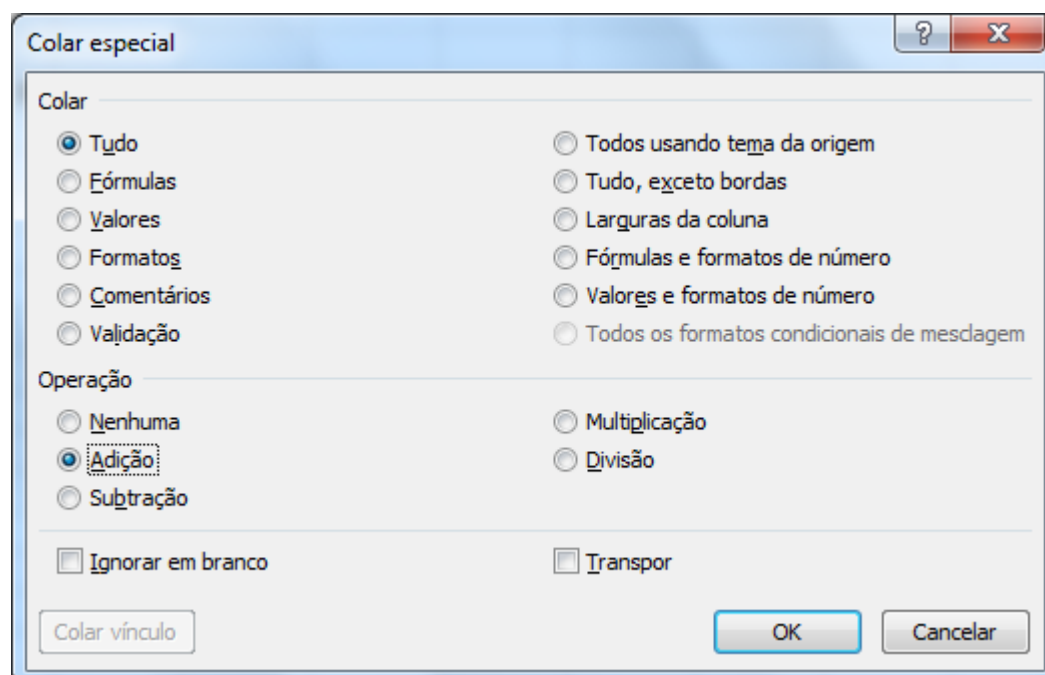 Colar especial
Colar
Tudo
Todos usando tema da origem
Fórmulas
Tudo, exceto bordas
Valores
Larguras da coluna
Formatos
Fórmulas e formatos de número
Comentários
Valores e formatos de número
Validação
Todos os formatos condicionais de mesclagem
Operação
Nenhuma
Multiplicação
Adição
Divisão
Subtração
Ignorar em branco
Transpor
Colar vínculo
OK
Cancelar